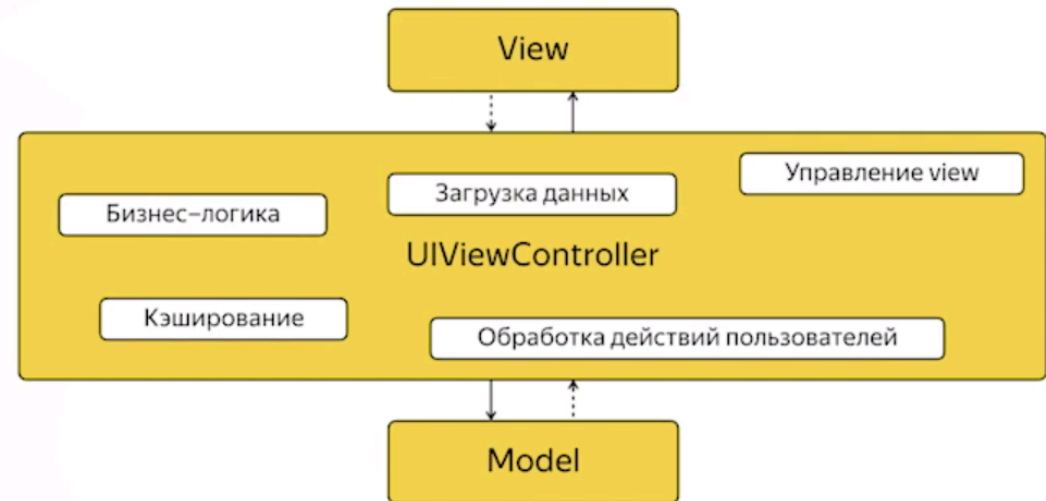 View
Управление view
Загрузка данных
Бизнес-логика
UIViewController
Кэширование
Обработка действий пользователей
Model